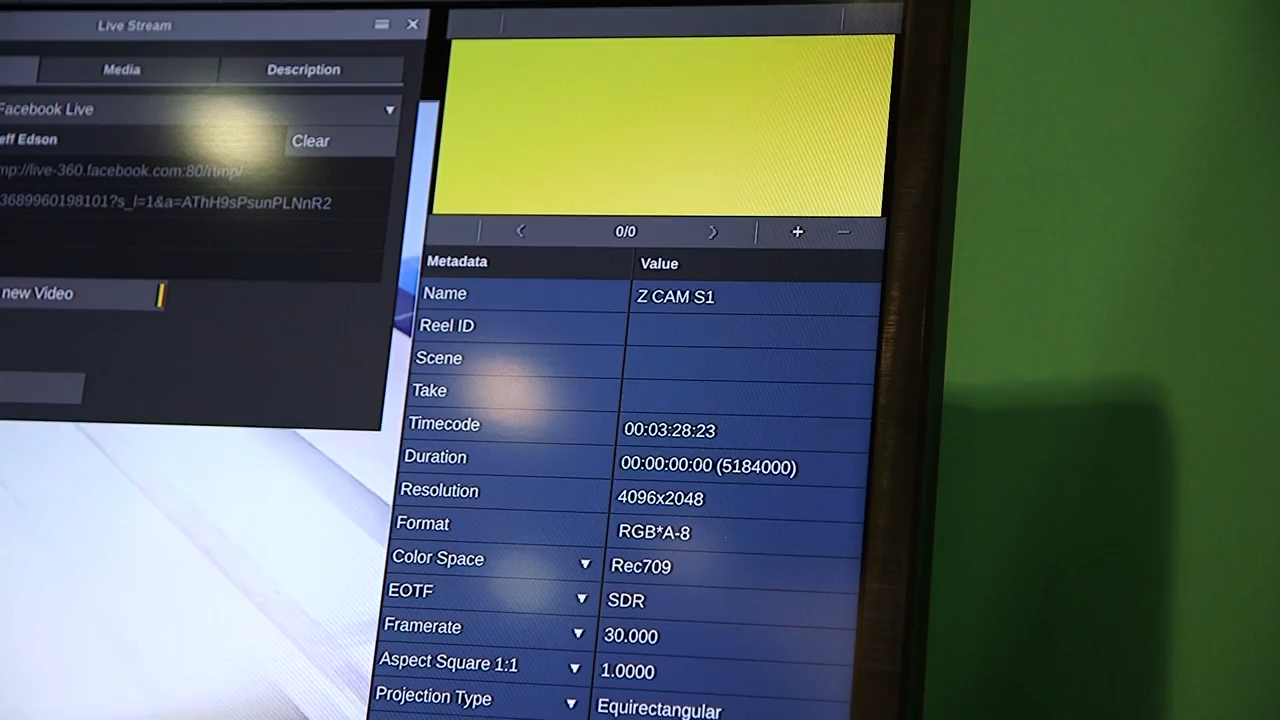 Live Stream
Media
Description
Facebook Live
eff Edson
Clear
mp://live-360.facebook.com:80/rtmp/
3689960198101?s_l=1&a=AThH9sPsunPLNnR2
new Video
0/0
Metadata Value
Name Z CAM S1
Reel ID
Scene
Take
Timecode 00:03:28:23
Duration 00:00:00:00 (5184000)
Resolution 4096x2048
Format RGB*A-8
Color Space Rec709
EOTF SDR
Framerate 30.000
Aspect Square 1:1 1.0000
Projection Type Equirectangular